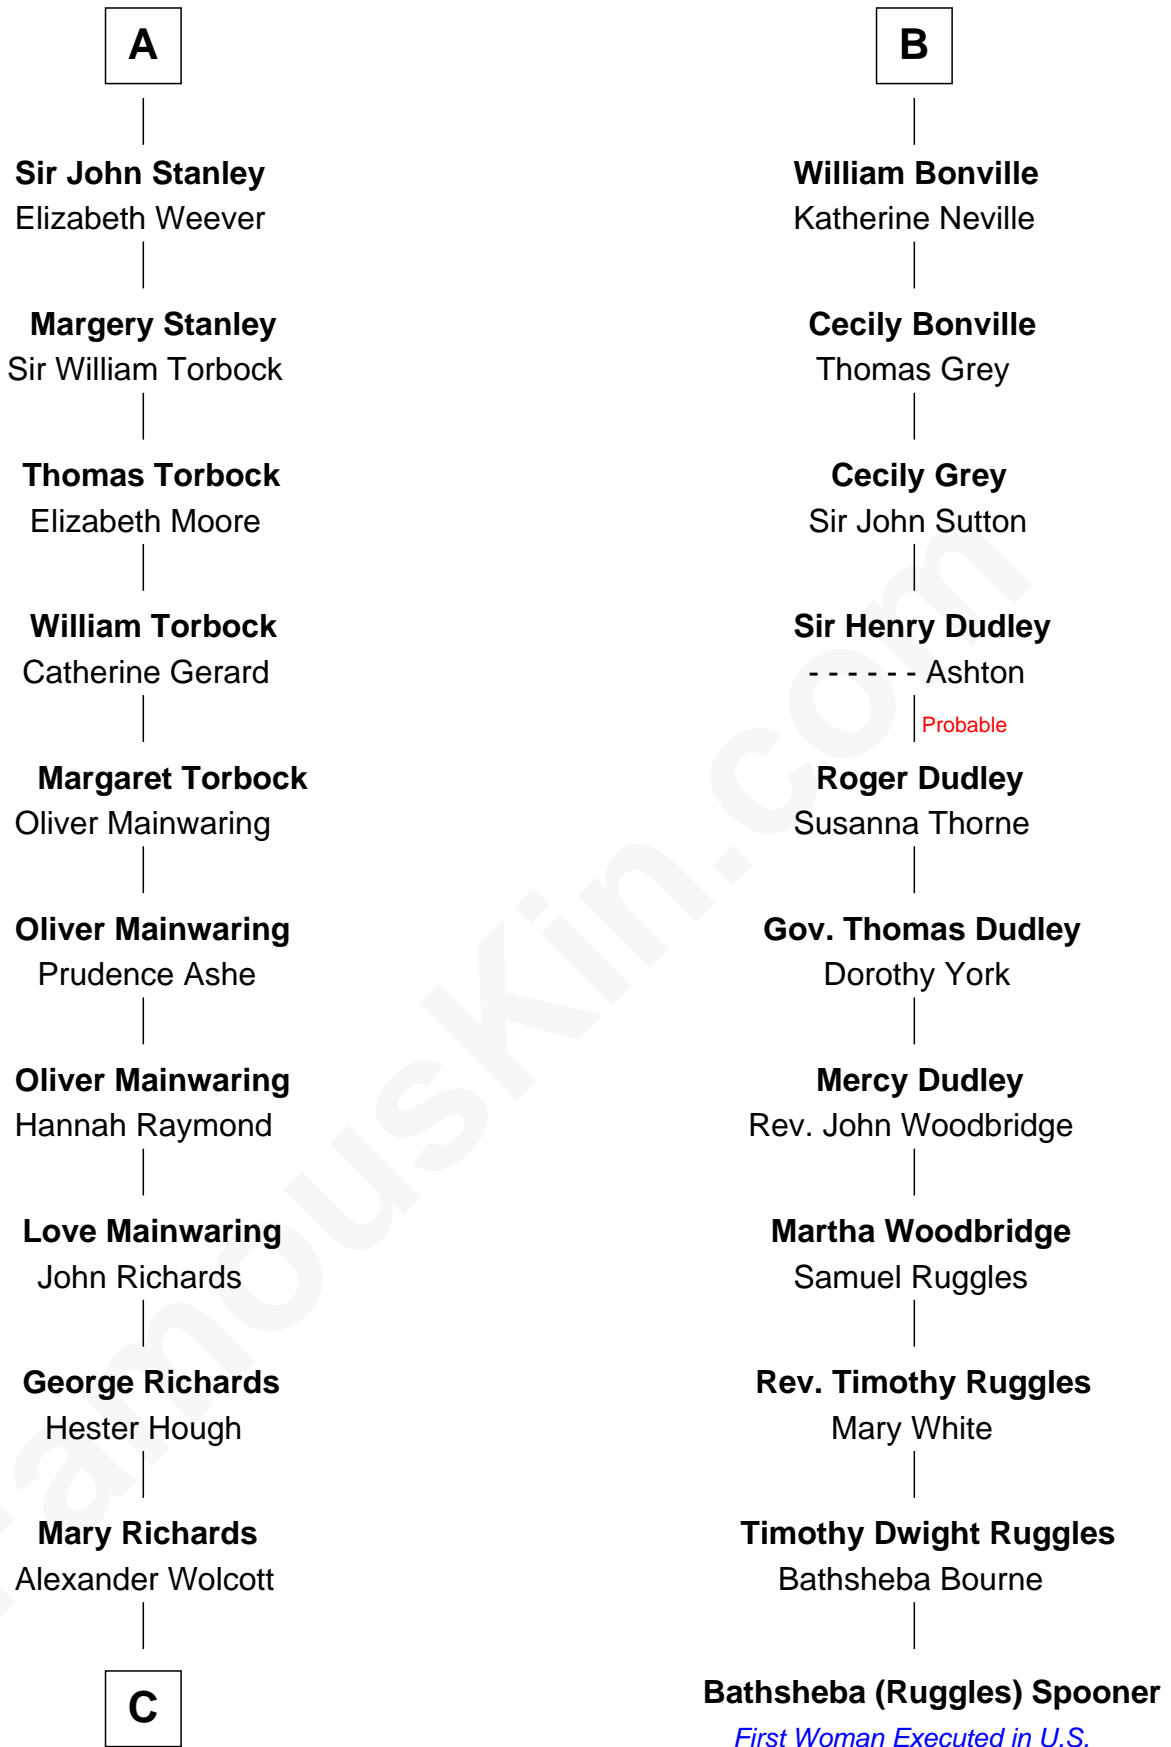 A
Sir John Stanley
Elizabeth Weever
Margery Stanley
Sir William Torbock
Thomas Torbock
Elizabeth Moore
William Torbock
Catherine Gerard
Margaret Torbock
Oliver Mainwaring
Oliver Mainwaring
Prudence Ashe
Oliver Mainwaring
Hannah Raymond
Love Mainwaring
John Richards
George Richards
Hester Hough
Mary Richards
Alexander Wolcott
C
B
William Bonville
Katherine Neville
Cecily Bonville
Thomas Grey
Cecily Grey
Sir John Sutton
Sir Henry Dudley
- - - - - - Ashton
Probable
Roger Dudley
Susanna Thorne
Gov. Thomas Dudley
Dorothy York
Mercy Dudley
Rev. John Woodbridge
Martha Woodbridge
Samuel Ruggles
Rev. Timothy Ruggles
Mary White
Timothy Dwight Ruggles
Bathsheba Bourne
Bathsheba (Ruggles) Spooner
First Woman Executed in U.S.
FamousKin.com